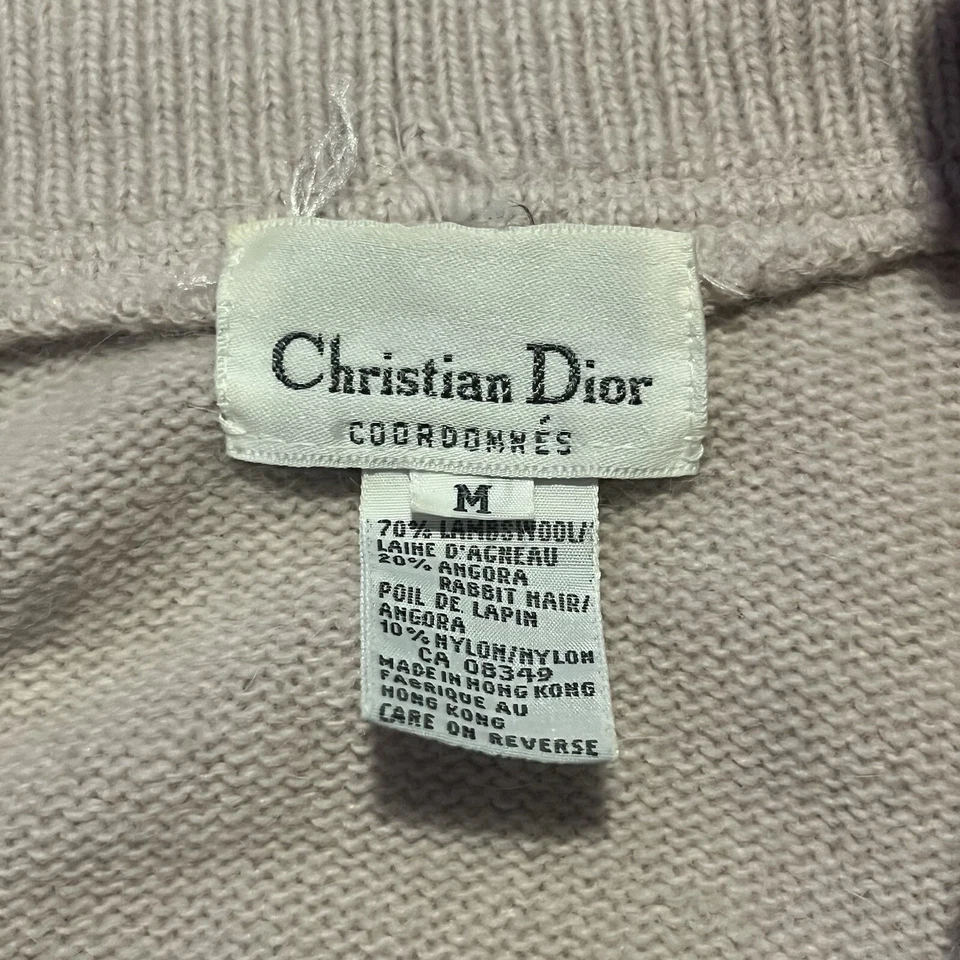 Christian Dior
COORDONNÉS
M
70% LAMBSWOOL/
LAINE D'AGNEAU
20% ANGORA
RABBIT HAIR/
POIL DE LAPIN
ANGORA
10% NYLON/NYLON
CA 08349
MADE IN HONG KONG
FABRIQUE AU
HONG KONG
CARE ON REVERSE